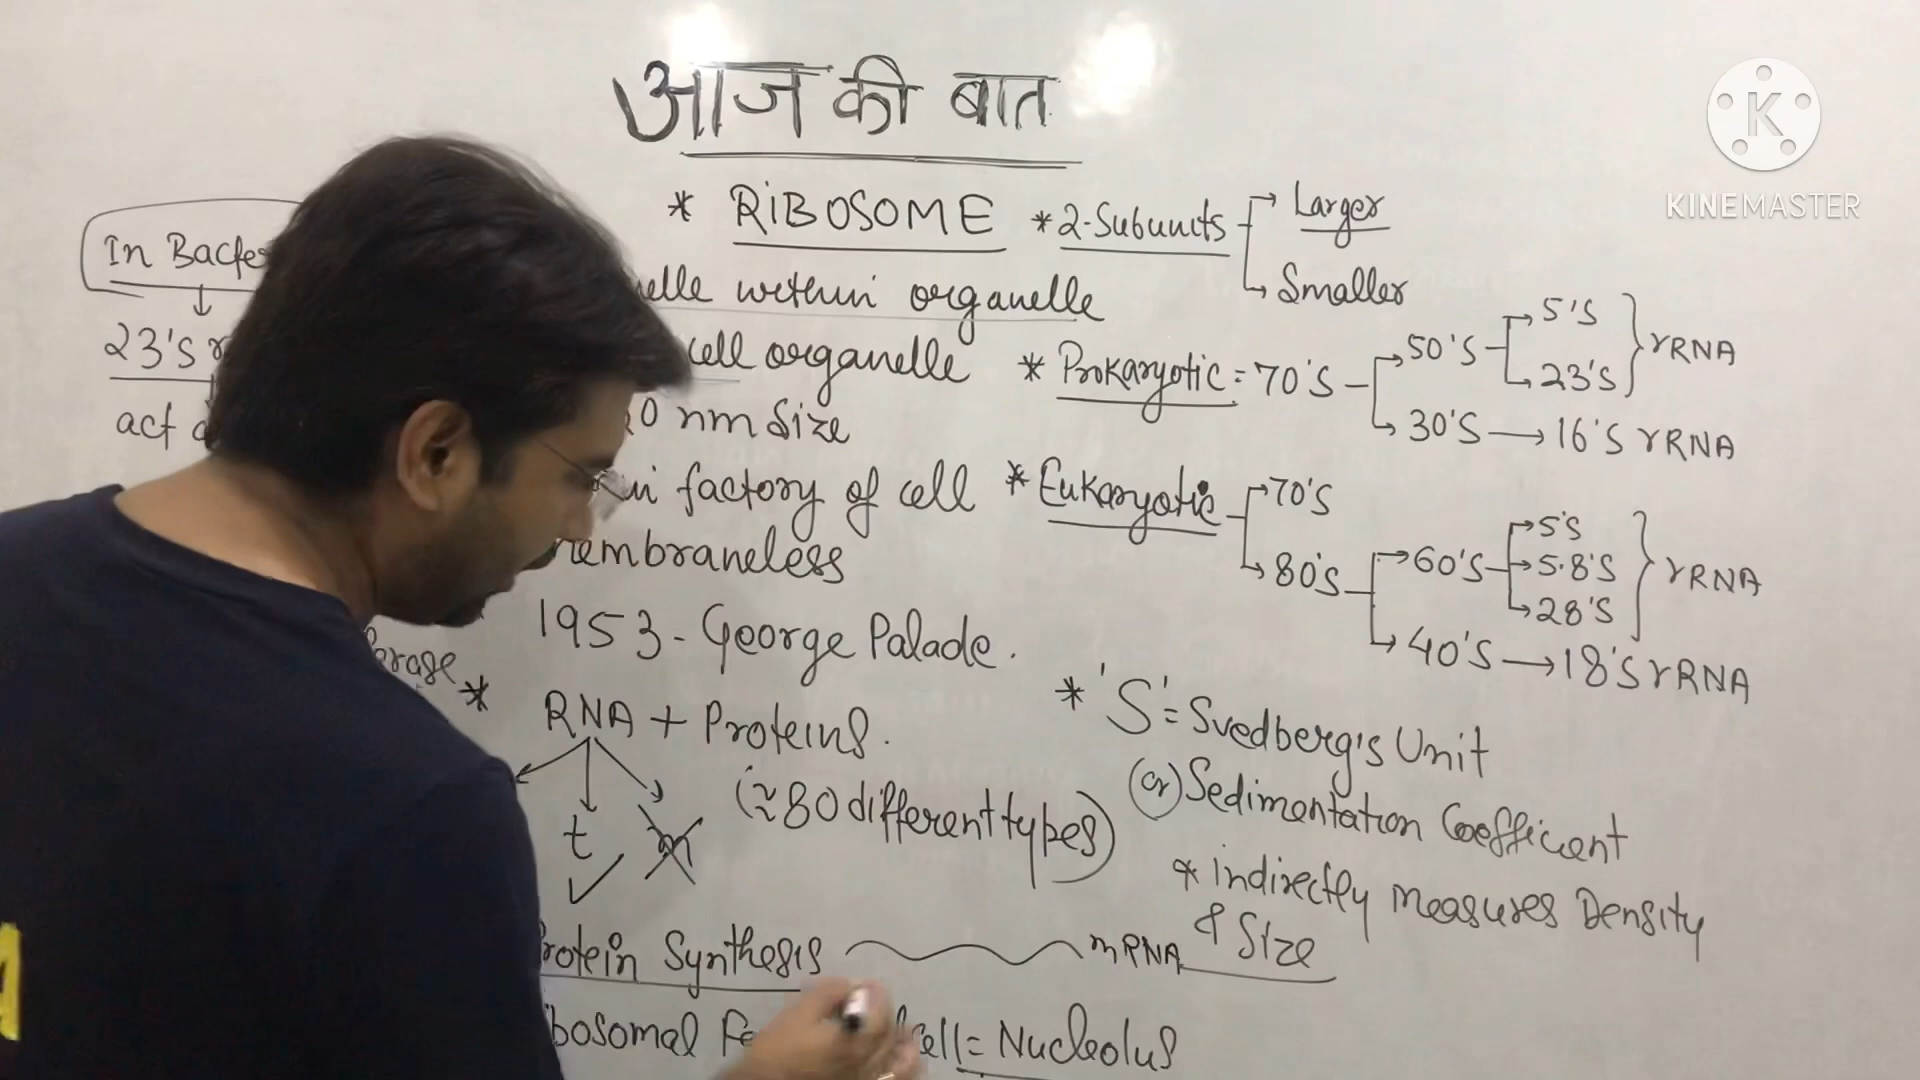 आज की बात
* RIBOSOME
In Bacte
23'S r
act
elle within organelle
cell organelle
0 nm Size
factory of cell
membraneless
1953 - George Palade.
* RNA + Proteins.
t
m
(≈80 different types)
Protein Synthesis
mRNA
bosomal
cell = Nucleolus
* 2-Subunits
Larger
Smaller
* Prokaryotic = 70'S
50'S
5'S
23'S
rRNA
30'S → 16'S rRNA
* Eukaryotic
70'S
80'S
60'S
5'S
5.8'S
28'S
rRNA
40'S → 18'S rRNA
* 'S' = Svedberg's Unit
(or) Sedimentation Coefficient
* indirectly measures Density
& Size
K
KINEMASTER